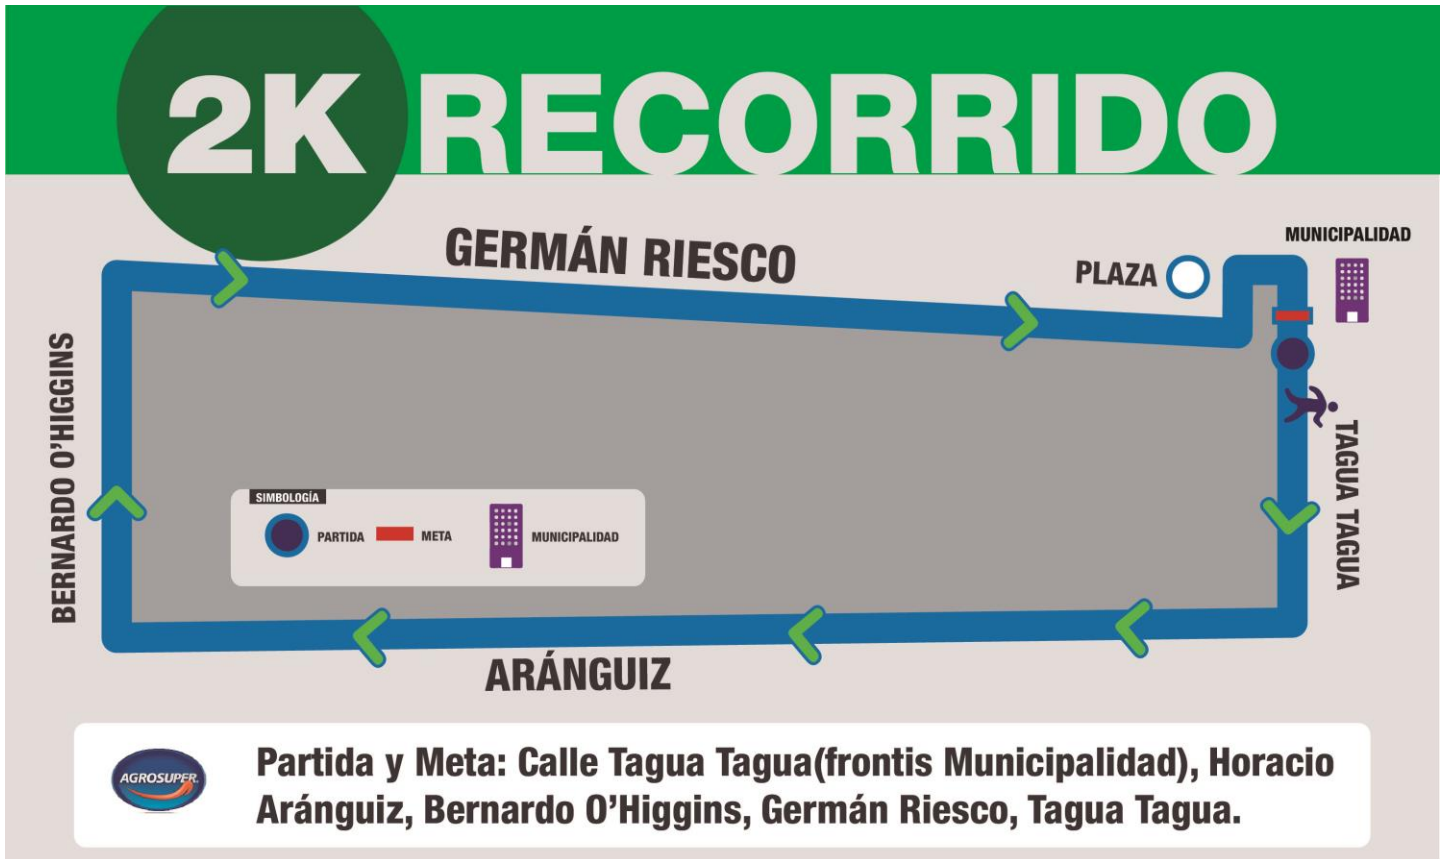 2K RECORRIDO
GERMÁN RIESCO
MUNICIPALIDAD
PLAZA
BERNARDO O’HIGGINS
TAGUA TAGUA
SIMBOLOGÍA
PARTIDA
META
MUNICIPALIDAD
ARÁNGUIZ
AGROSUPER
Partida y Meta: Calle Tagua Tagua(frontis Municipalidad), Horacio
Aránguiz, Bernardo O’Higgins, Germán Riesco, Tagua Tagua.